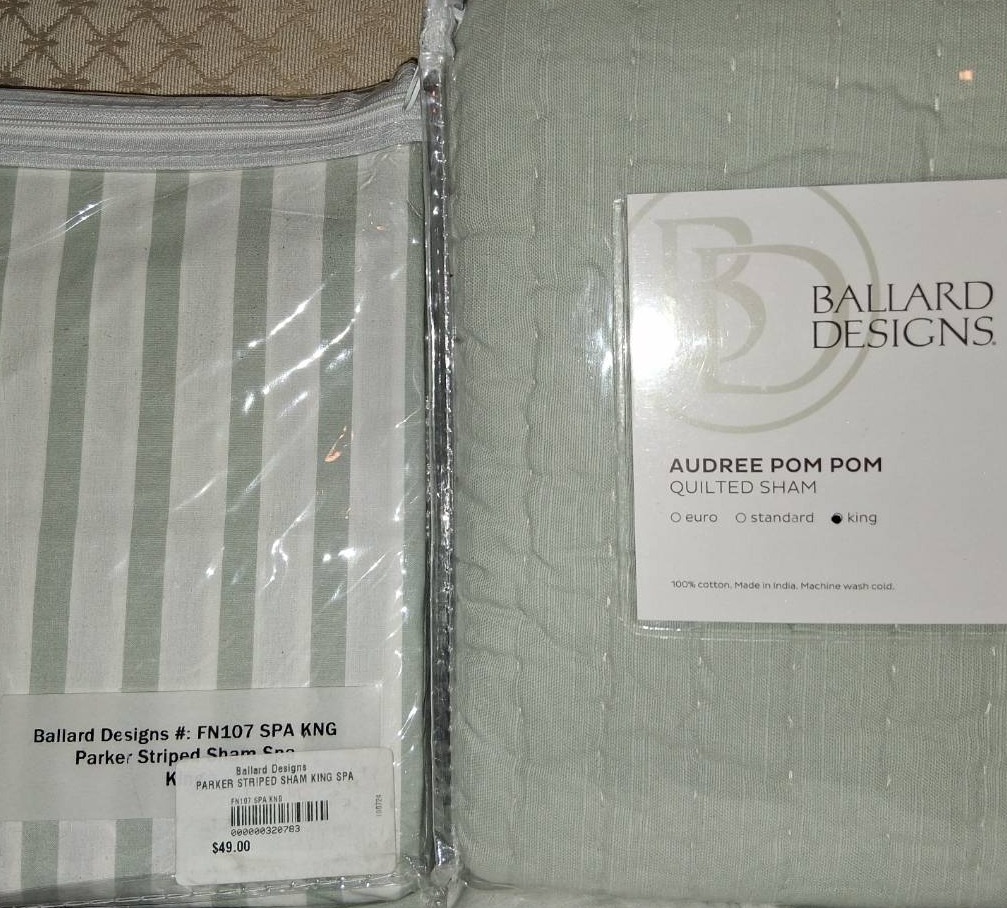 BALLARD
DESIGNS
AUDREE POM POM
QUILTED SHAM
euro standard king
100% cotton. Made in India. Machine wash cold.
Ballard Designs #: FN107 SPA KNG
Parker Striped Sham Spa
K
Ballard Designs
PARKER STRIPED SHAM KING SPA
FN107 SPA KNG
000000320783
$49.00